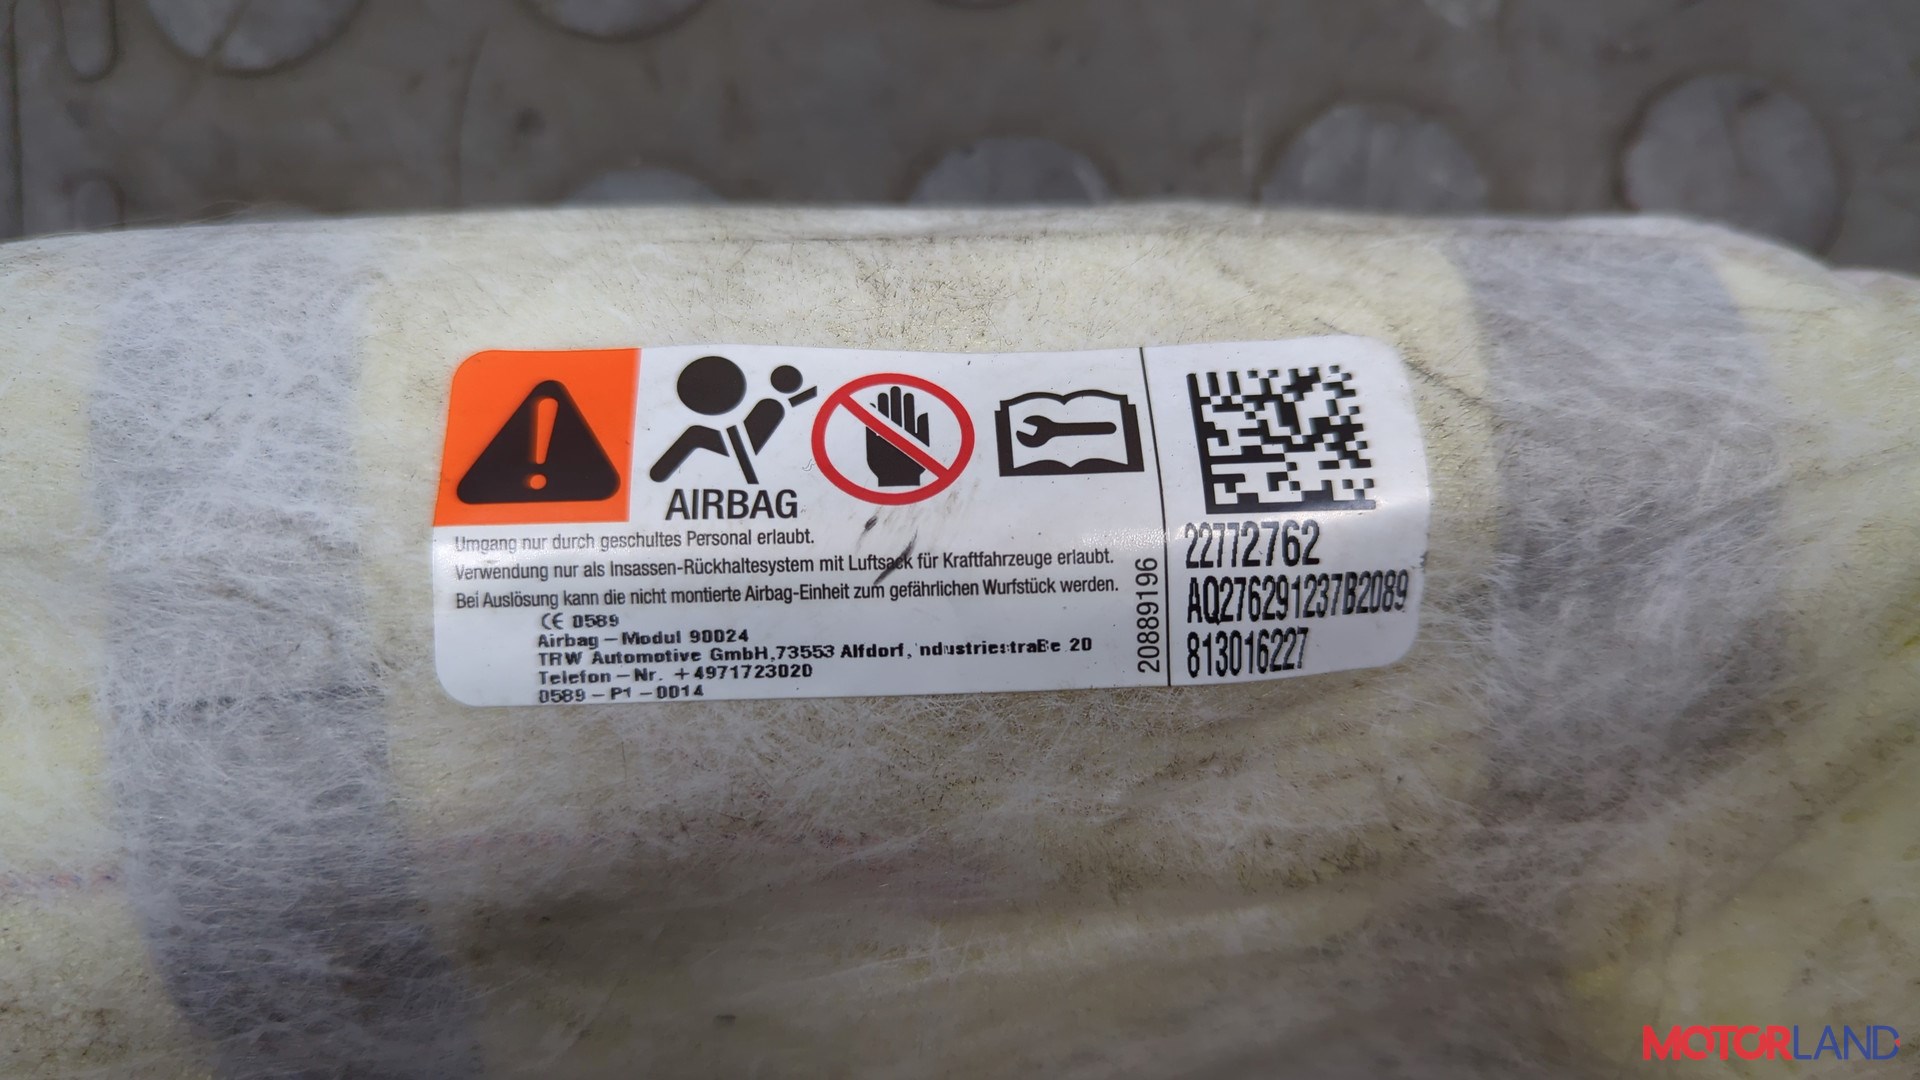 AIRBAG
Umgang nur durch geschultes Personal erlaubt.
Verwendung nur als Insassen-Rückhaltesystem mit Luftsack für Kraftfahrzeuge erlaubt.
Bei Auslösung kann die nicht montierte Airbag-Einheit zum gefährlichen Wurfstück werden.
CE 0589
Airbag-Modul 90024
TRW Automotive GmbH,73553 Alfdorf,ndustriestraße 20
Telefon-Nr. +4971723020
0589-P1-0014
20889196
22772762
AQ276291237B2089
813016227
MOTORLAND